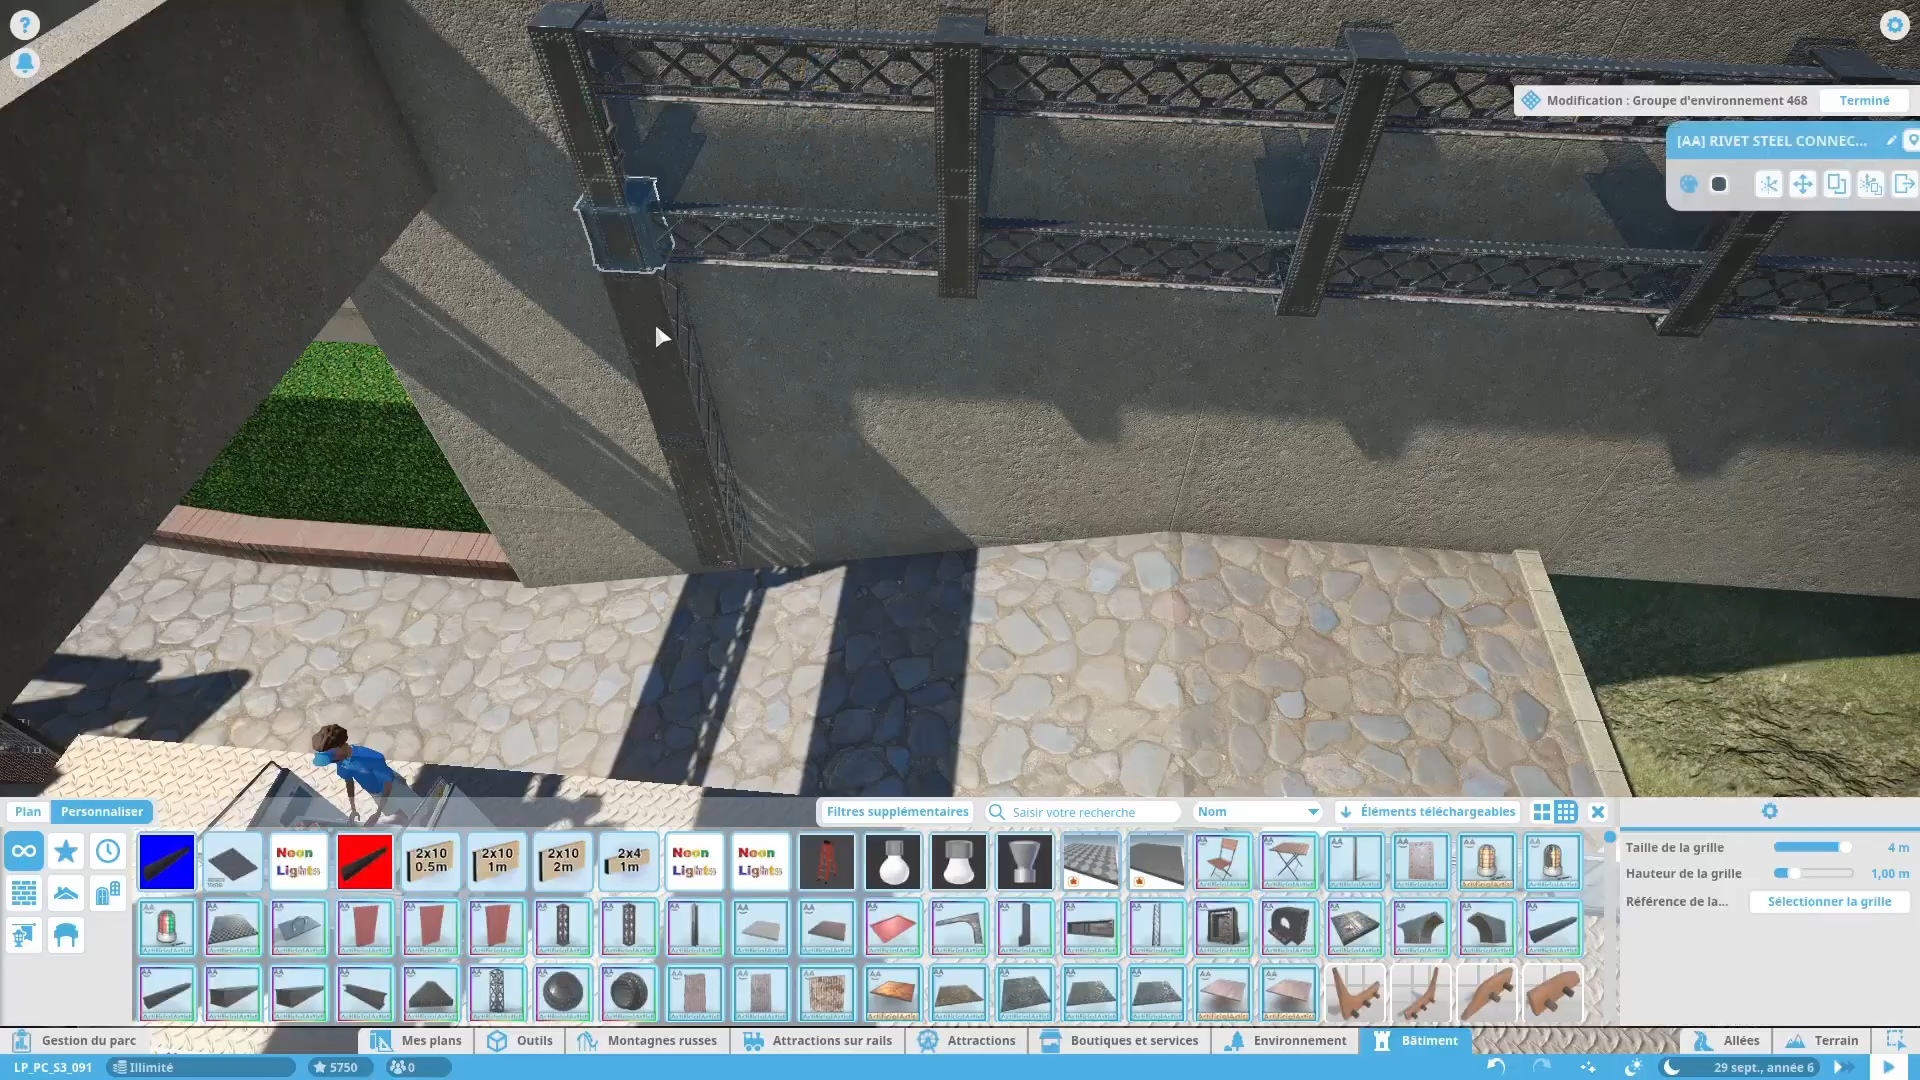 ?
Modification : Groupe d'environnement 468
Terminé
[AA] RIVET STEEL CONNEC...
Plan
Personnaliser
Filtres supplémentaires
Saisir votre recherche
Nom
Éléments téléchargeables
Neon Lights
2x10 0.5m
2x10 1m
2x10 2m
2x4 1m
Neon Lights
Neon Lights
Taille de la grille
4 m
Hauteur de la grille
1,00 m
Référence de la...
Sélectionner la grille
Gestion du parc
Mes plans
Outils
Montagnes russes
Attractions sur rails
Attractions
Boutiques et services
Environnement
Bâtiment
Allées
Terrain
LP_PC_S3_091
Illimité
5750
0
29 sept., année 6